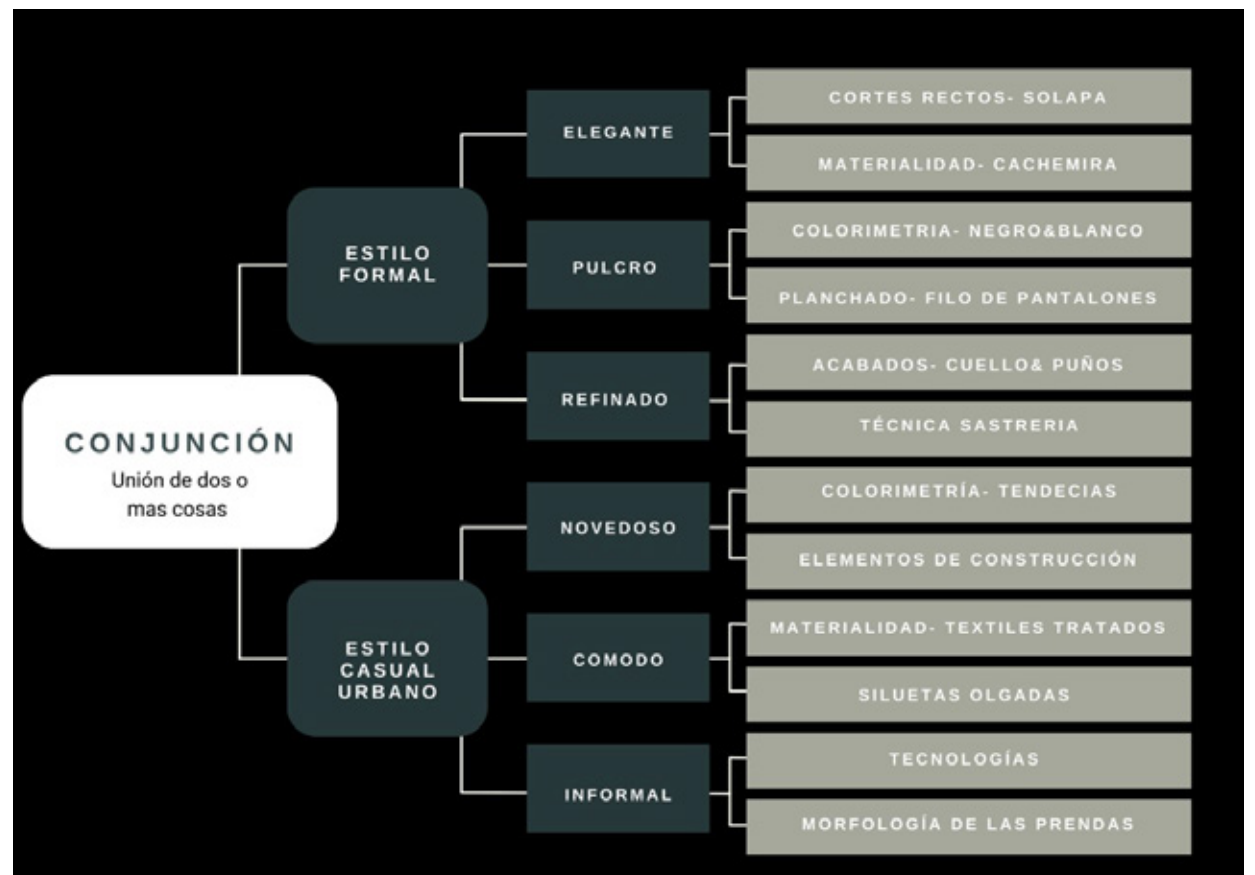 CONJUNCIÓN
Unión de dos o
mas cosas
ESTILO
FORMAL
ELEGANTE
CORTES RECTOS- SOLAPA
MATERIALIDAD- CACHEMIRA
PULCRO
COLORIMETRIA- NEGRO&BLANCO
PLANCHADO- FILO DE PANTALONES
REFINADO
ACABADOS- CUELLO& PUÑOS
TÉCNICA SASTRERIA
ESTILO
CASUAL
URBANO
NOVEDOSO
COLORIMETRÍA- TENDECIAS
ELEMENTOS DE CONSTRUCCIÓN
COMODO
MATERIALIDAD- TEXTILES TRATADOS
SILUETAS OLGADAS
INFORMAL
TECNOLOGÍAS
MORFOLOGÍA DE LAS PRENDAS